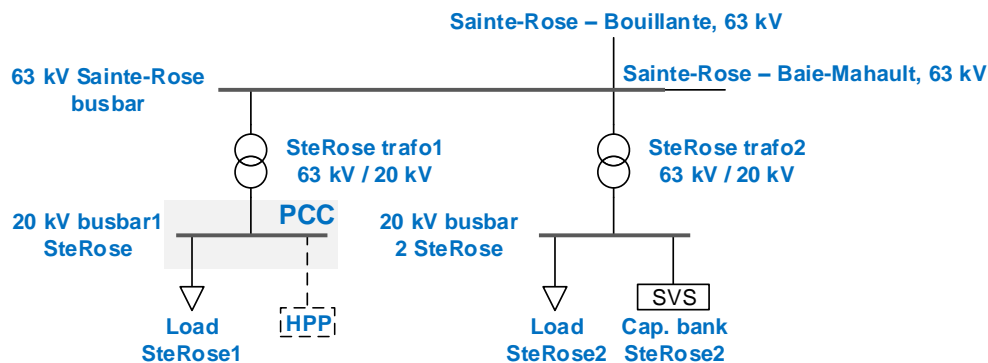 Sainte-Rose – Bouillante, 63 kV
63 kV Sainte-Rose
busbar
Sainte-Rose – Baie-Mahault, 63 kV
SteRose trafo1
63 kV / 20 kV
SteRose trafo2
63 kV / 20 kV
20 kV busbar1
SteRose
PCC
20 kV busbar
2 SteRose
HPP
SVS
Load
SteRose1
Load
SteRose2
Cap. bank
SteRose2